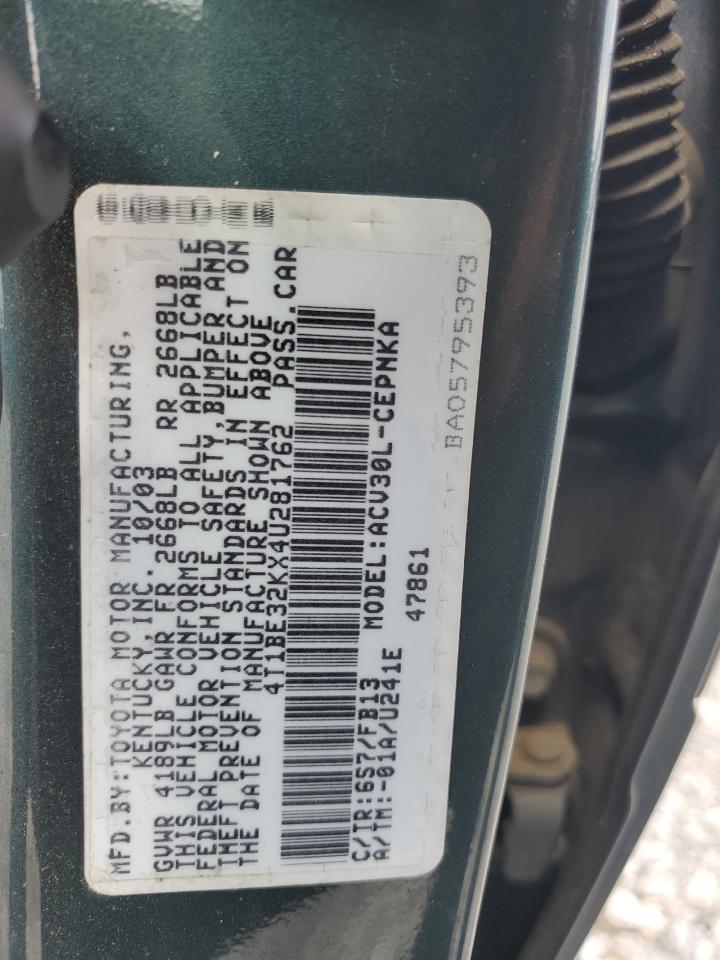 MFD.BY:TOYOTA MOTOR MANUFACTURING,
KENTUCKY,INC. 10/03
GVWR 4189LB GAWR FR 2668LB RR 2668LB
THIS VEHICLE CONFORMS TO ALL APPLICABLE
FEDERAL MOTOR VEHICLE SAFETY,BUMPER AND
THEFT PREVENTION STANDARDS IN EFFECT ON
THE DATE OF MANUFACTURE SHOWN ABOVE
4T1BE32KX4U281762 PASS.CAR
C/TR:6S7/FB13 MODEL:ACV30L-CEPNKA
A/TM:-01A/U241E 47861
BA05795393